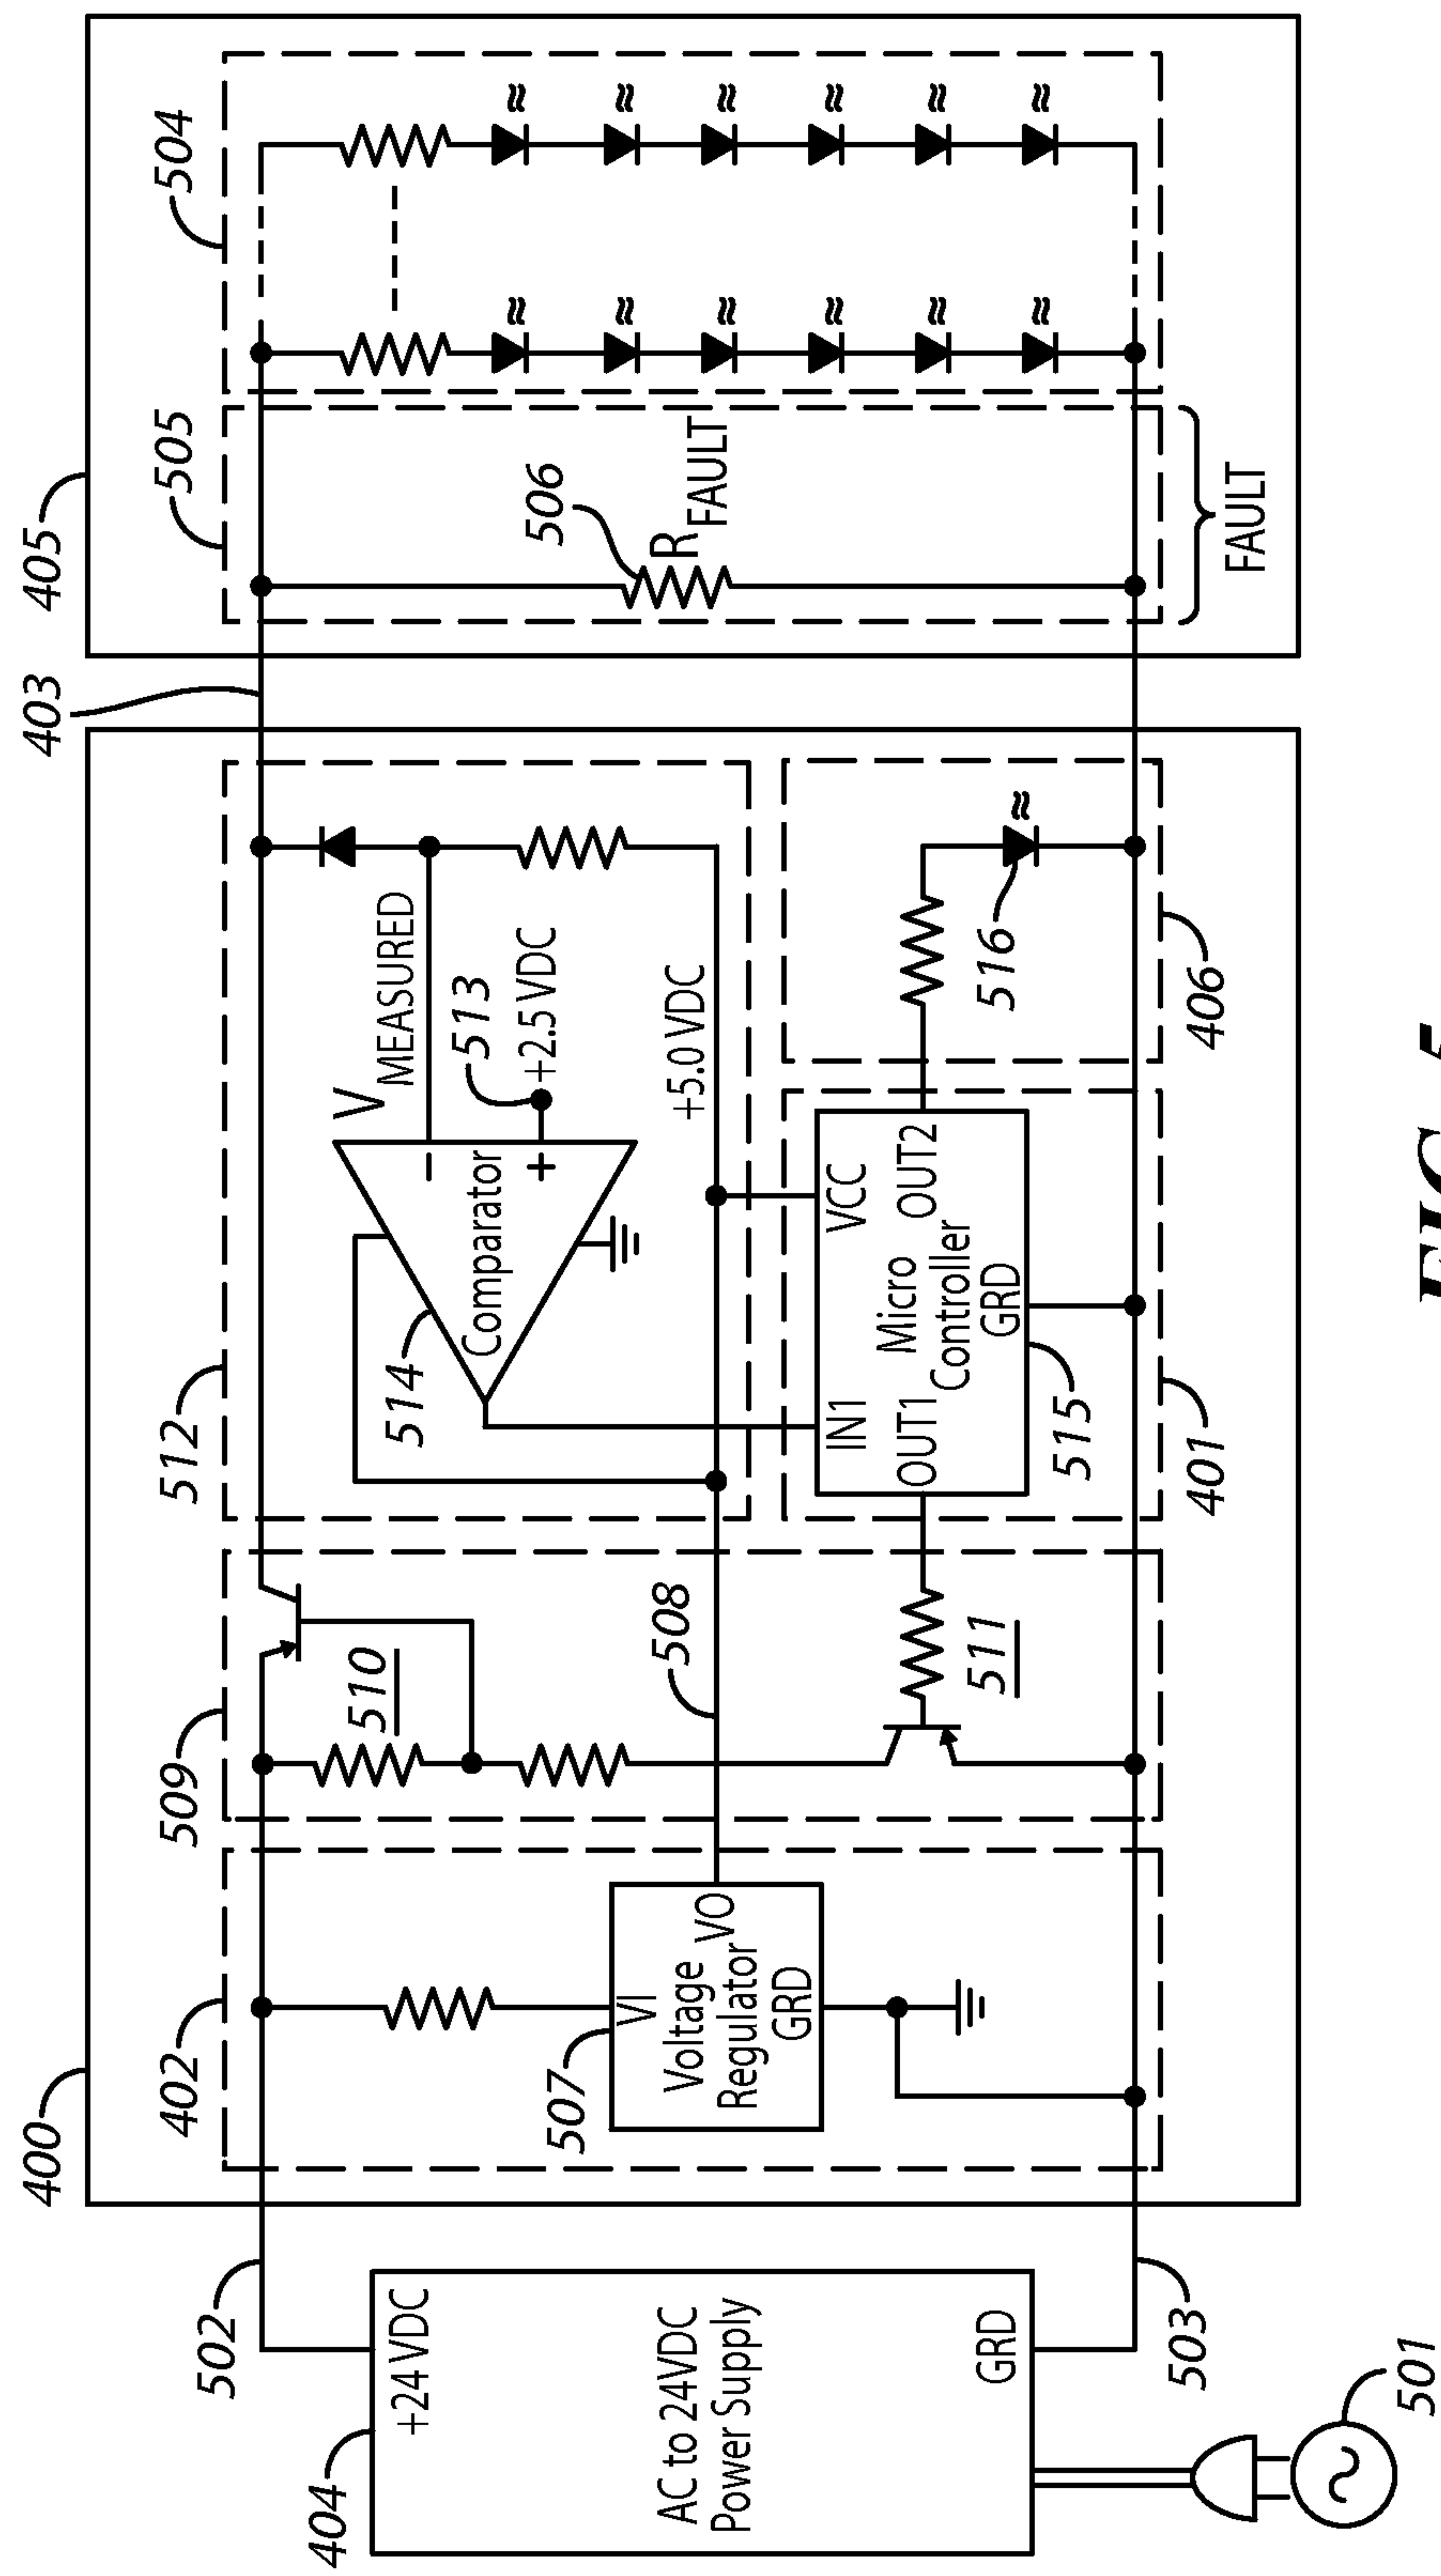 400
402
509
512
403
405
505
504
502
404
+24 VDC
AC to 24VDC
Power Supply
GRD
503
501
507
VI
Voltage
Regulator
VO
GRD
510
508
511
514
Comparator
−
+
V
MEASURED
513
+2.5 VDC
+5.0 VDC
IN1
VCC
OUT1
Micro
Controller
OUT2
GRD
515
401
516
406
506
R
FAULT
FAULT